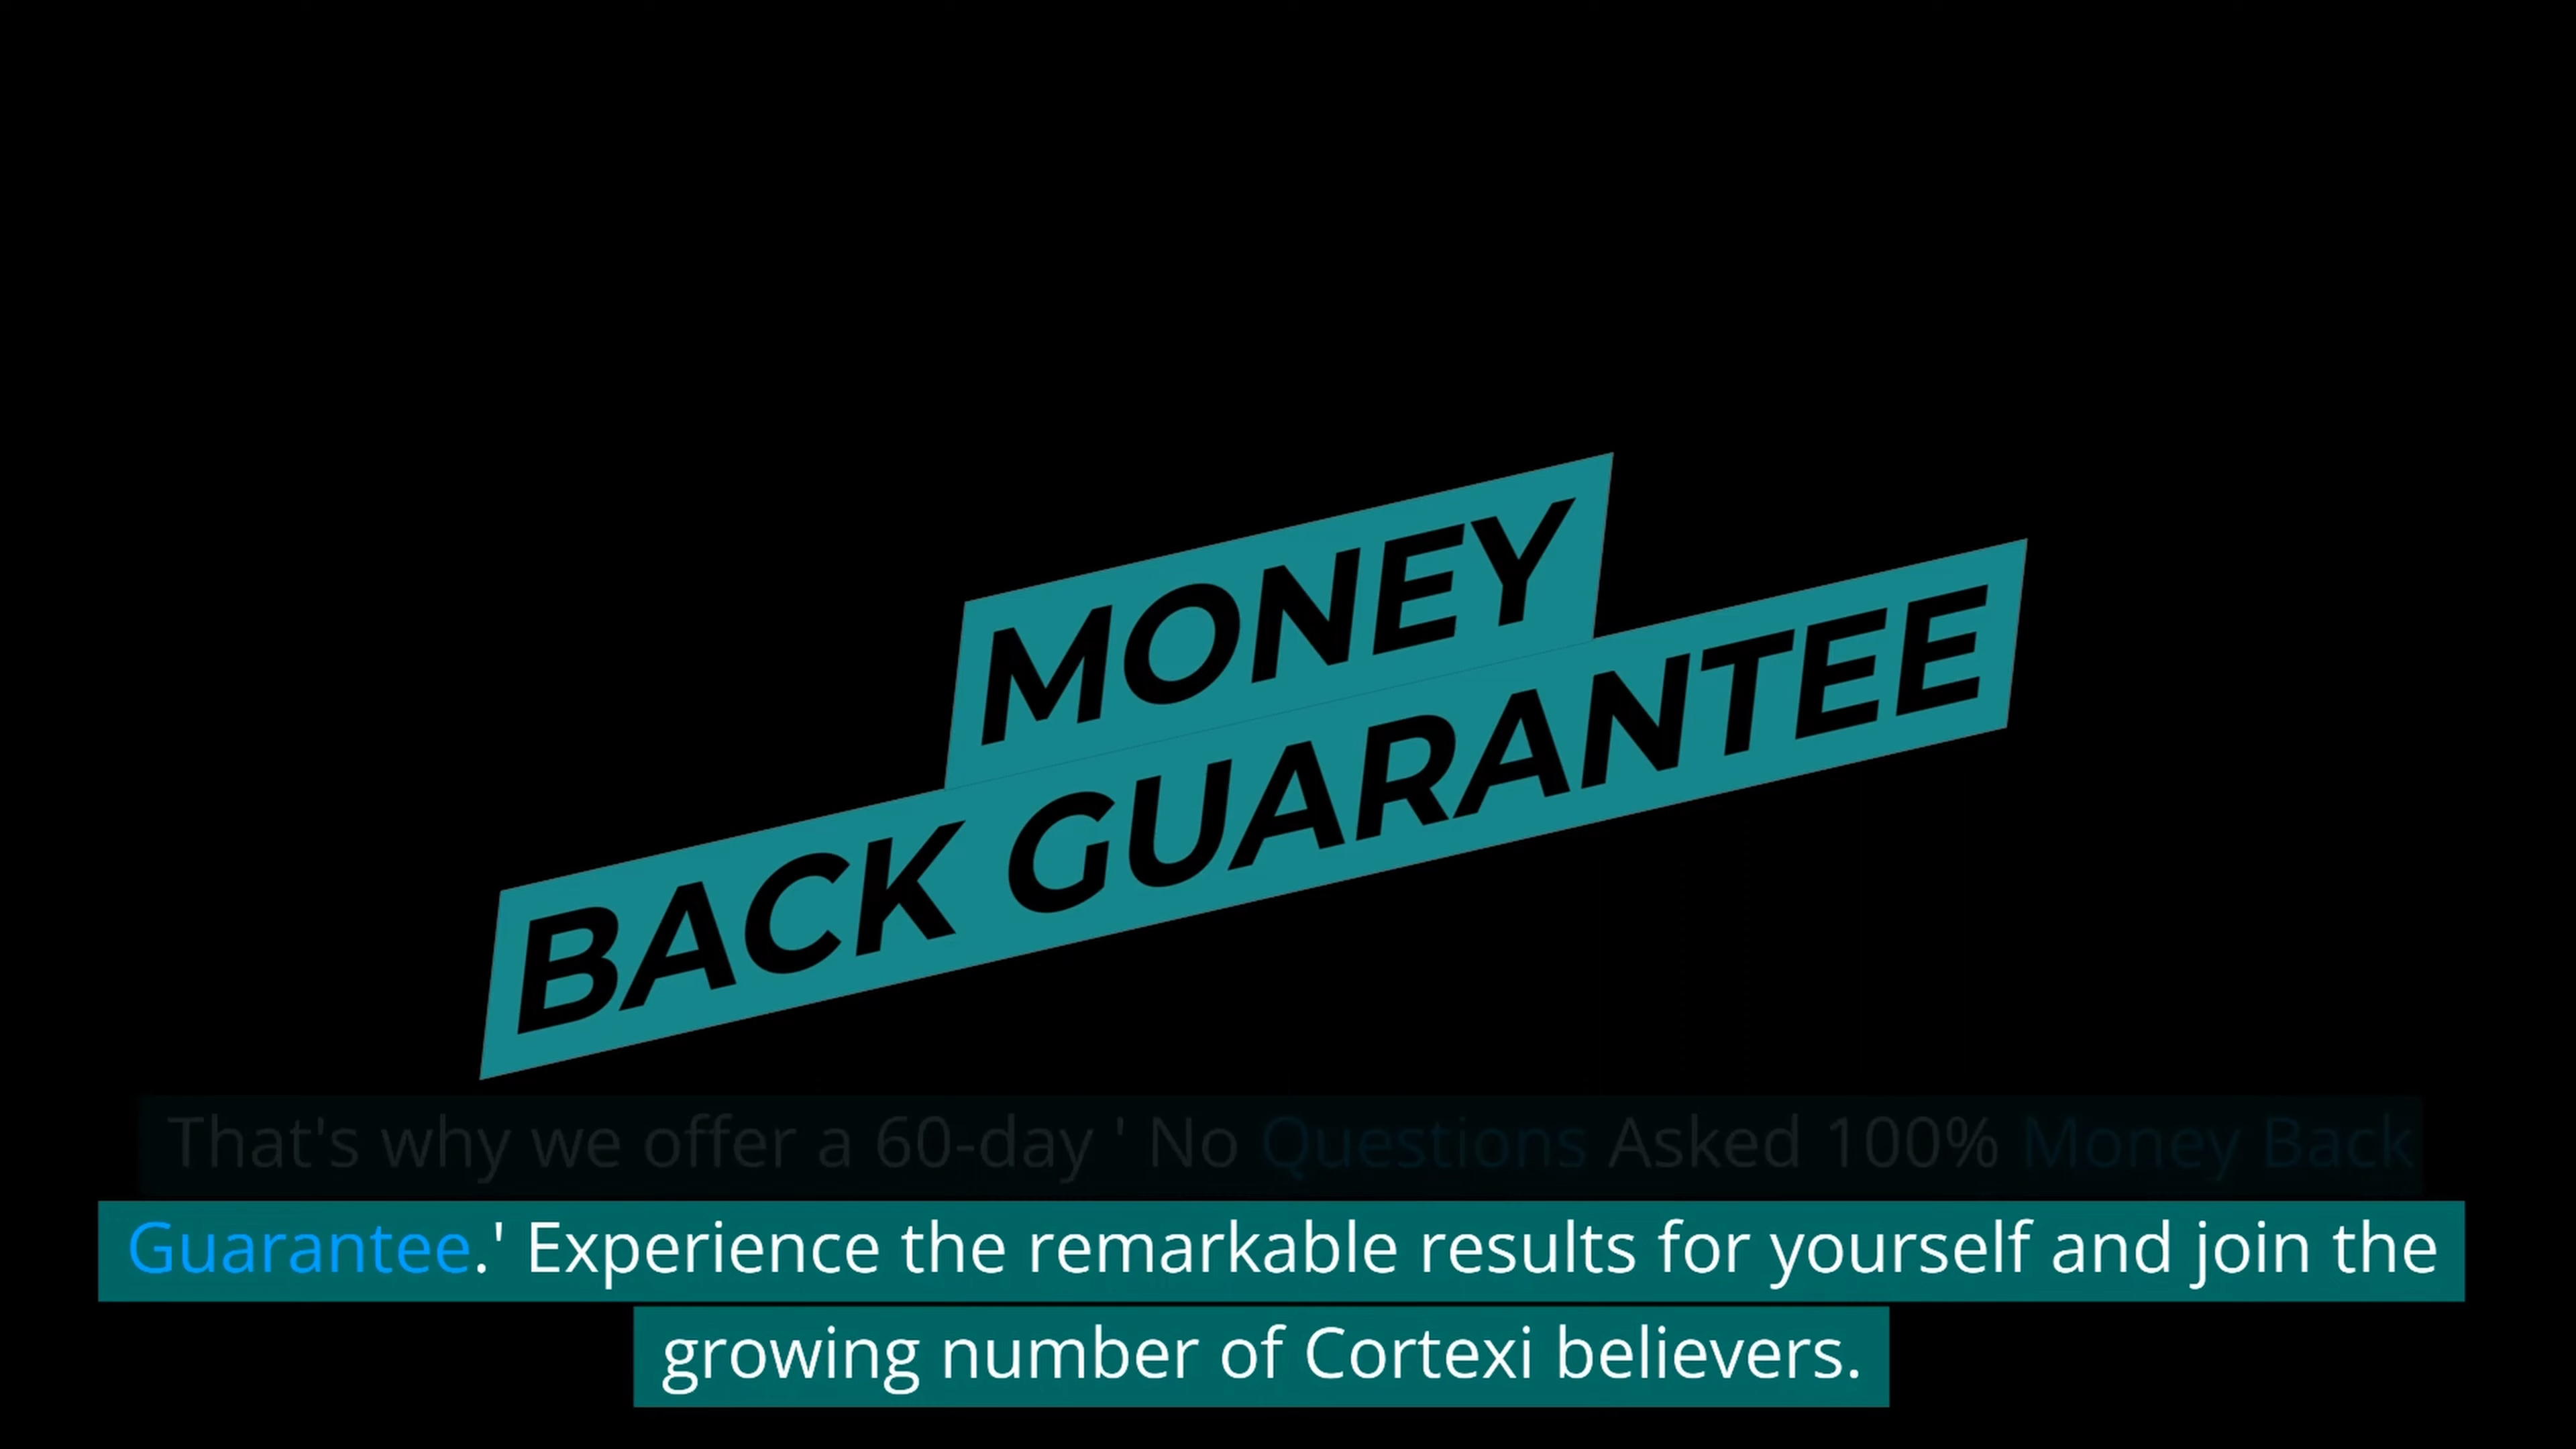 MONEY
BACK GUARANTEE
That's why we offer a 60-day ' No Questions Asked 100% Money Back
Guarantee.' Experience the remarkable results for yourself and join the
growing number of Cortexi believers.